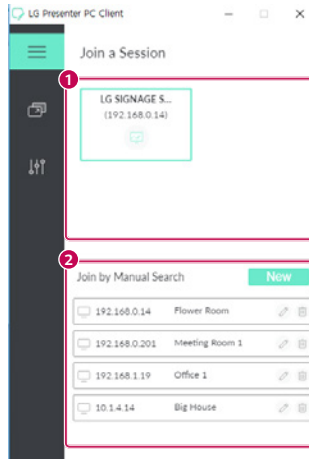 LG Presenter PC Client
Join a Session
1
LG SIGNAGE S...
(192.168.0.14)
2
Join by Manual Search
New
192.168.0.14 Flower Room
192.168.0.201 Meeting Room 1
192.168.1.19 Office 1
10.1.4.14 Big House